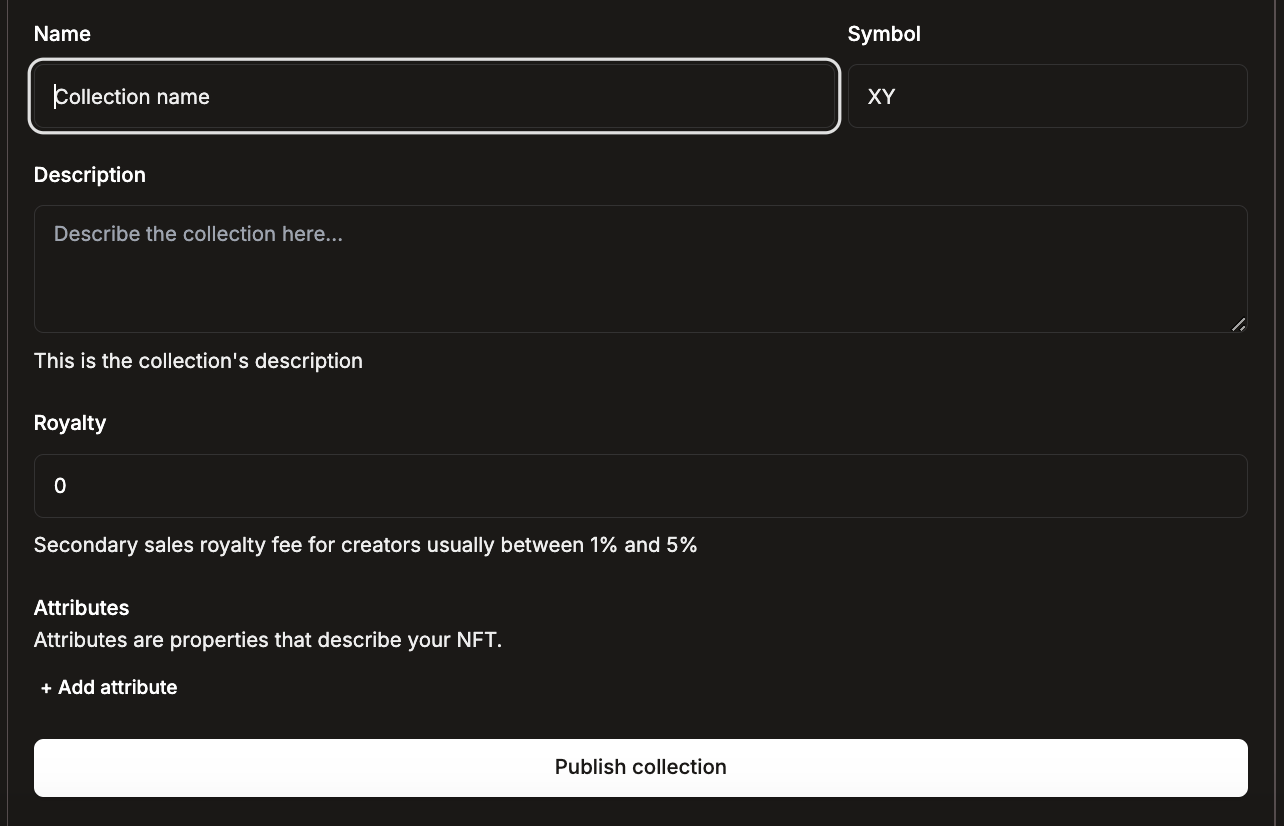 Name
Symbol
Collection name
XY
Description
Describe the collection here...
This is the collection's description
Royalty
0
Secondary sales royalty fee for creators usually between 1% and 5%
Attributes
Attributes are properties that describe your NFT.
+ Add attribute
Publish collection